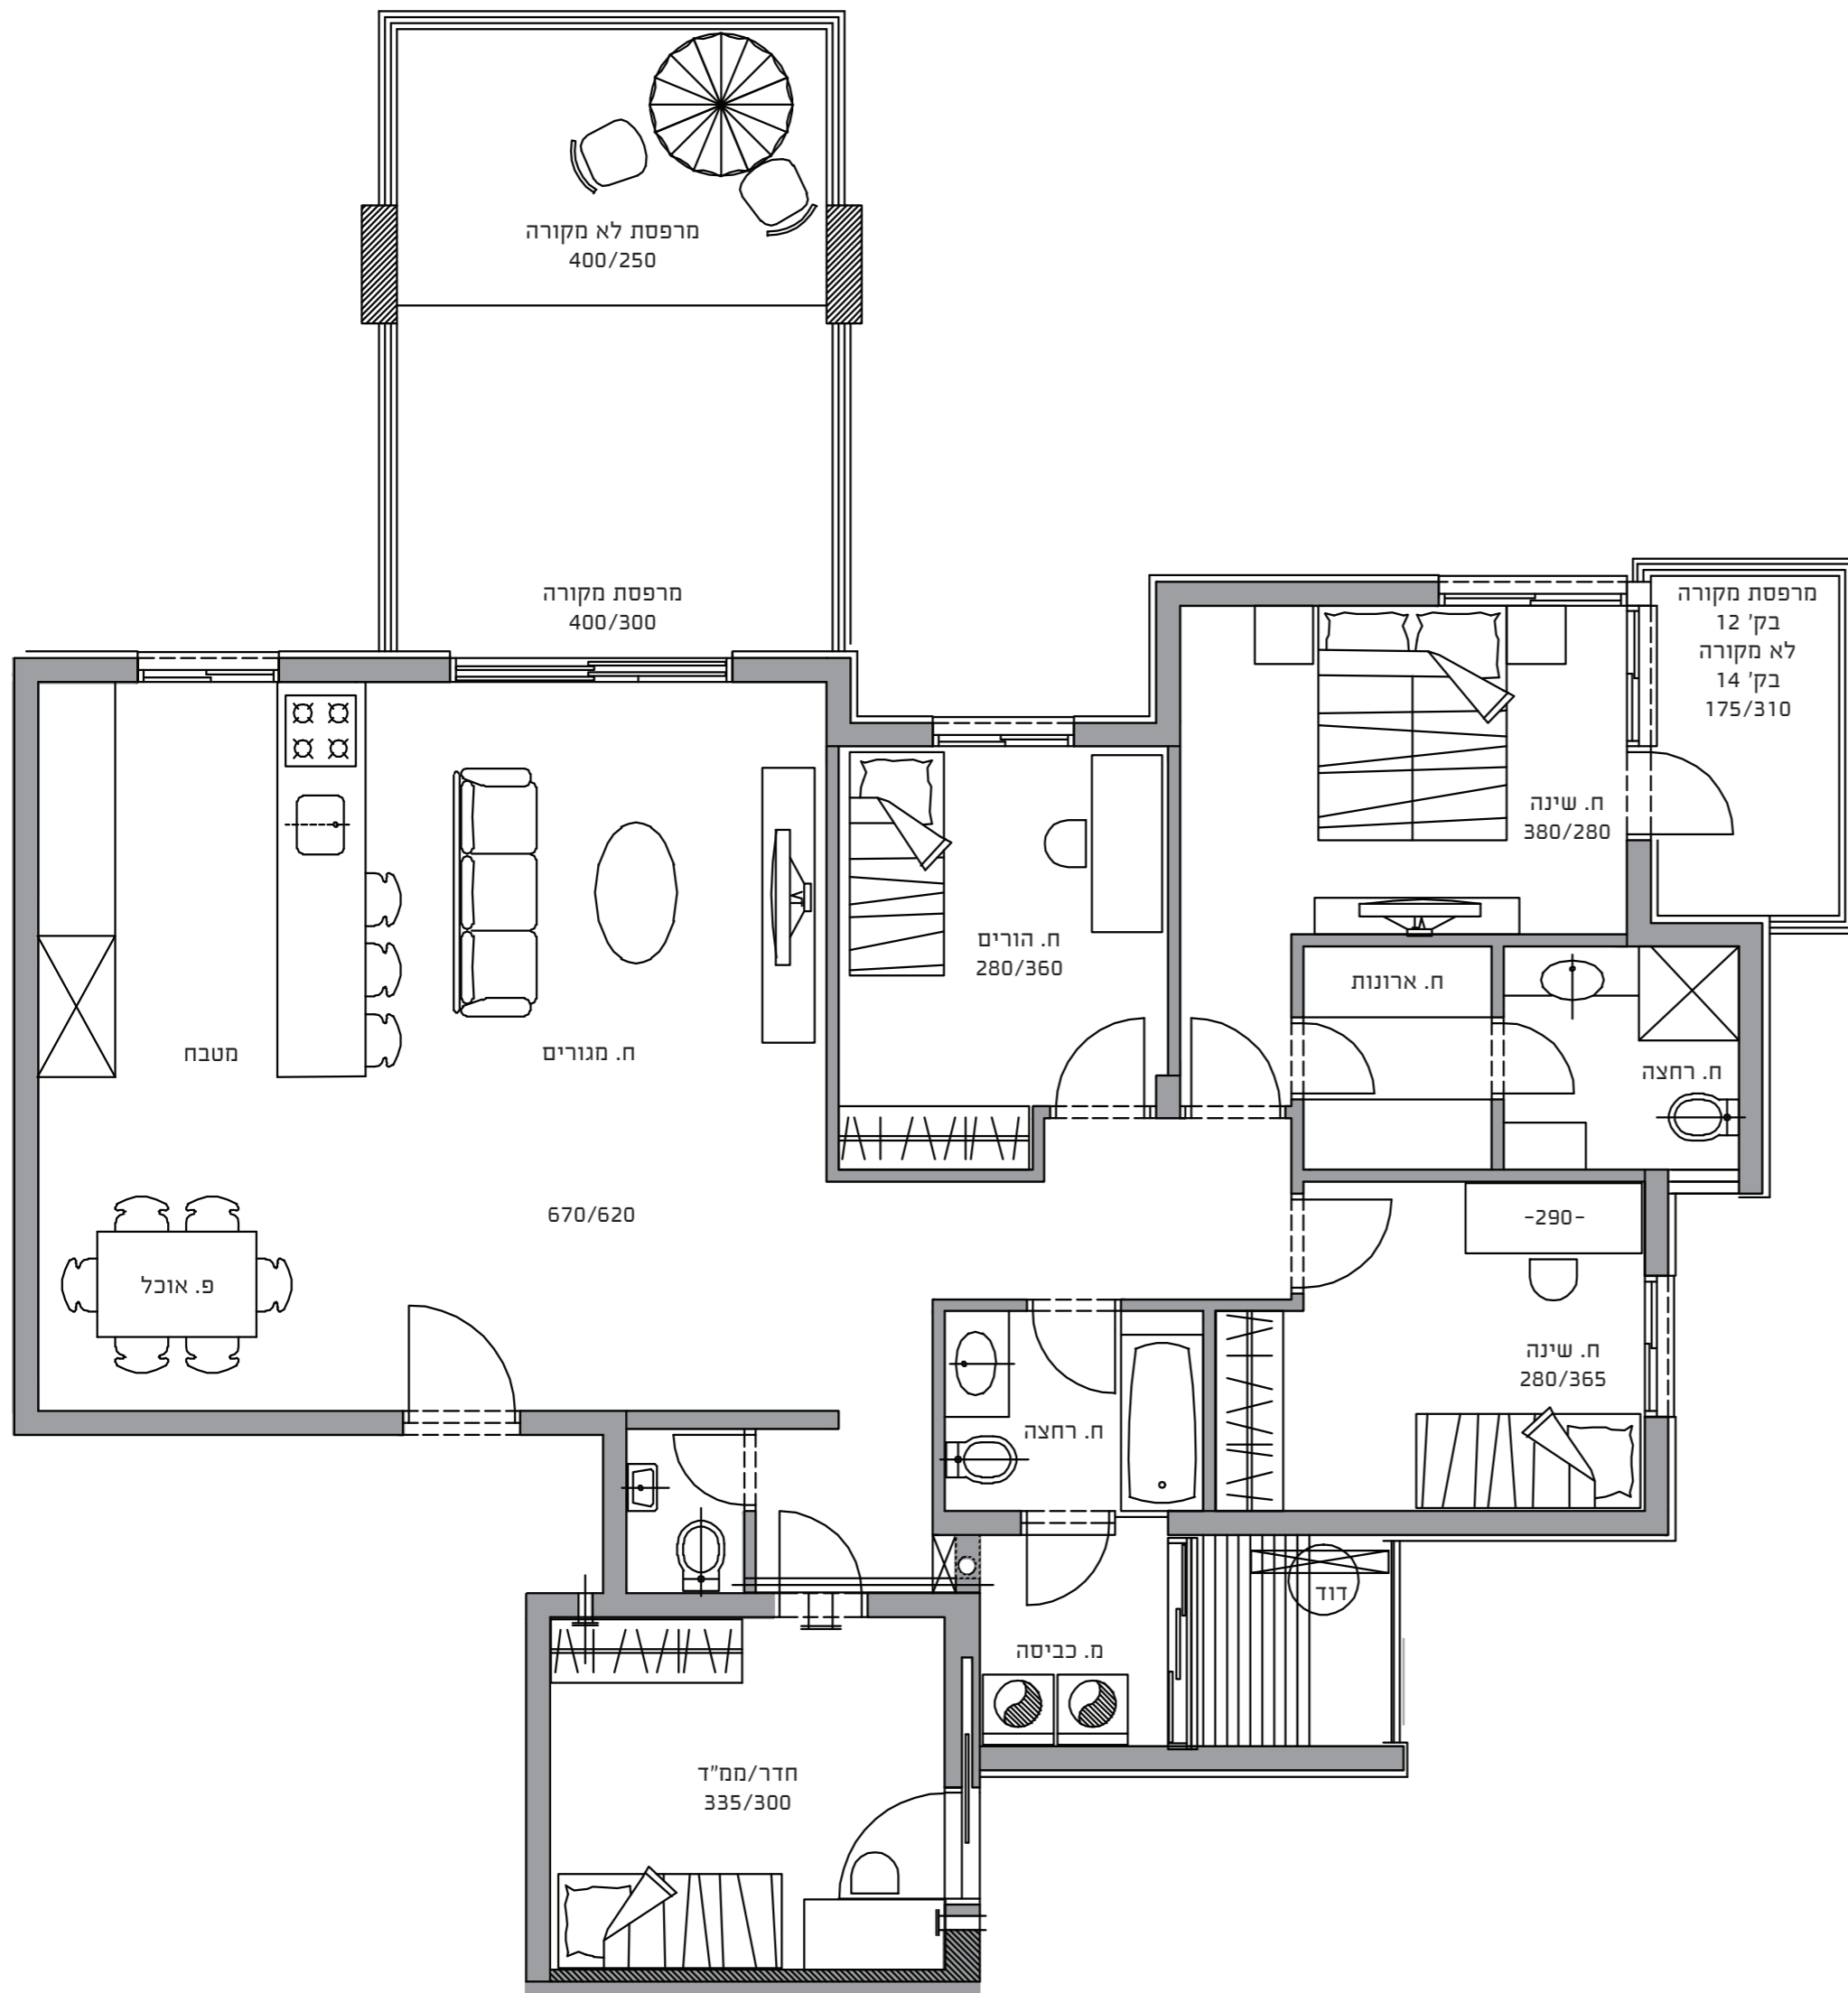 מרפסת לא מקורה
400/250
מרפסת מקורה
400/300
מרפסת מקורה
בק' 12
לא מקורה
בק' 14
175/310
ח. שינה
380/280
ח. הורים
280/360
ח. ארונות
מטבח
ח. מגורים
ח. רחצה
670/620
-290-
פ. אוכל
ח. שינה
280/365
ח. רחצה
דוד
מ. כביסה
חדר/ממ"ד
335/300